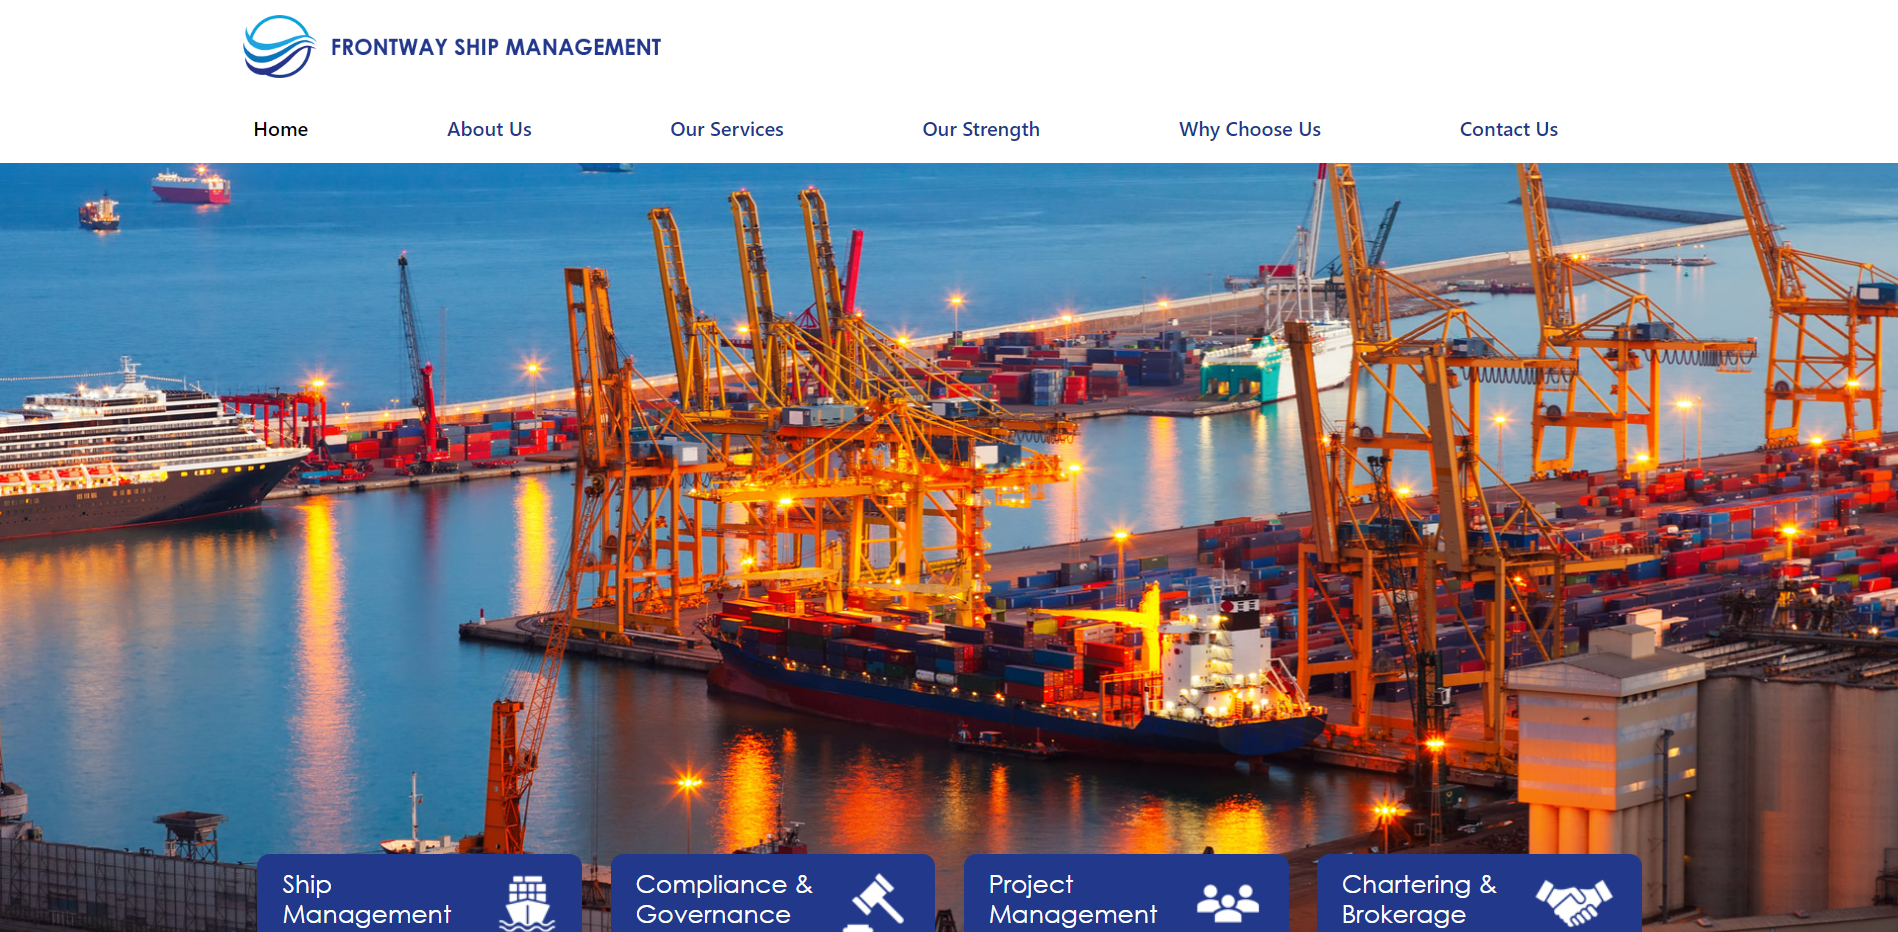 FRONTWAY SHIP MANAGEMENT
Home
About Us
Our Services
Our Strength
Why Choose Us
Contact Us
Ship
Management
Compliance &
Governance
Project
Management
Chartering &
Brokerage